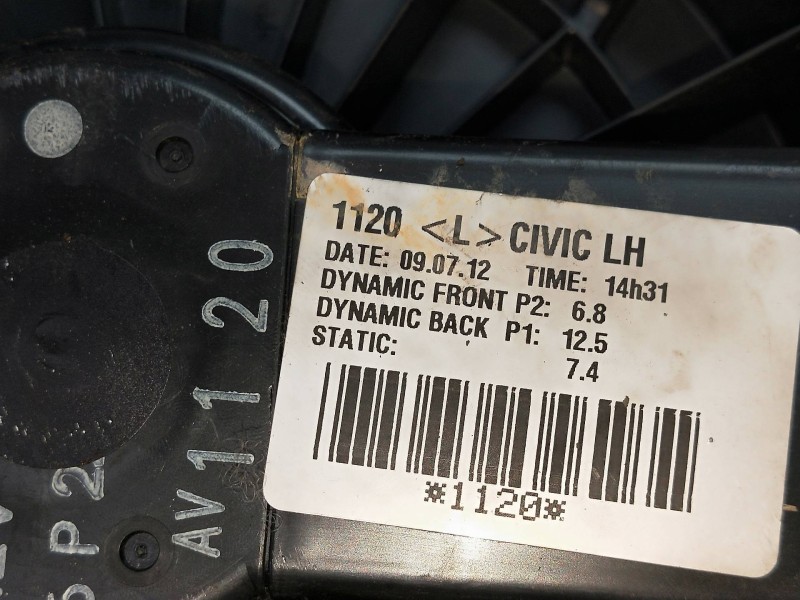 1120 <L> CIVIC LH
DATE: 09.07.12 TIME: 14h31
DYNAMIC FRONT P2: 6.8
DYNAMIC BACK P1: 12.5
STATIC: 7.4
*1120*
AV1120
P2